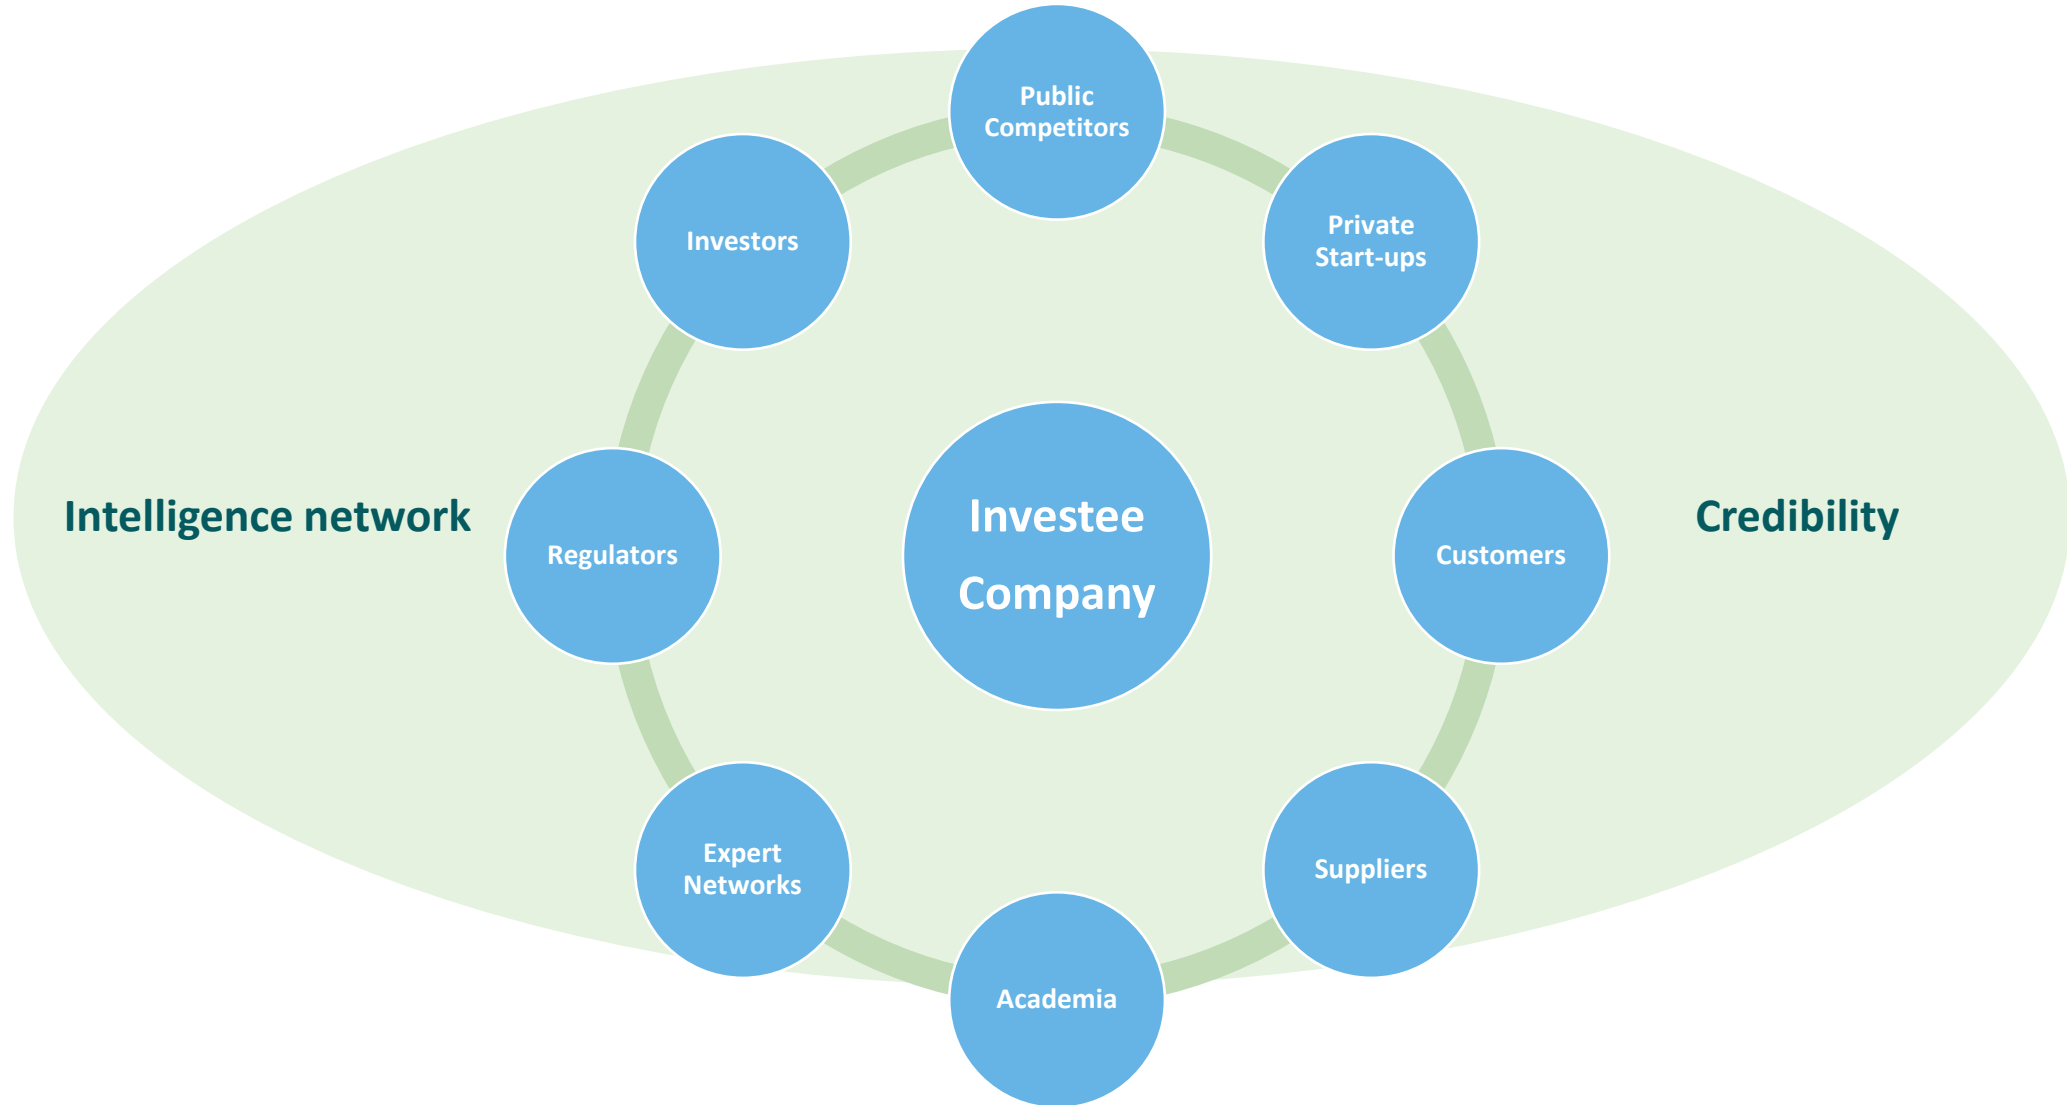 Public
Competitors
Private
Start-ups
Investors
Intelligence network
Investee
Company
Credibility
Regulators
Customers
Expert
Networks
Suppliers
Academia